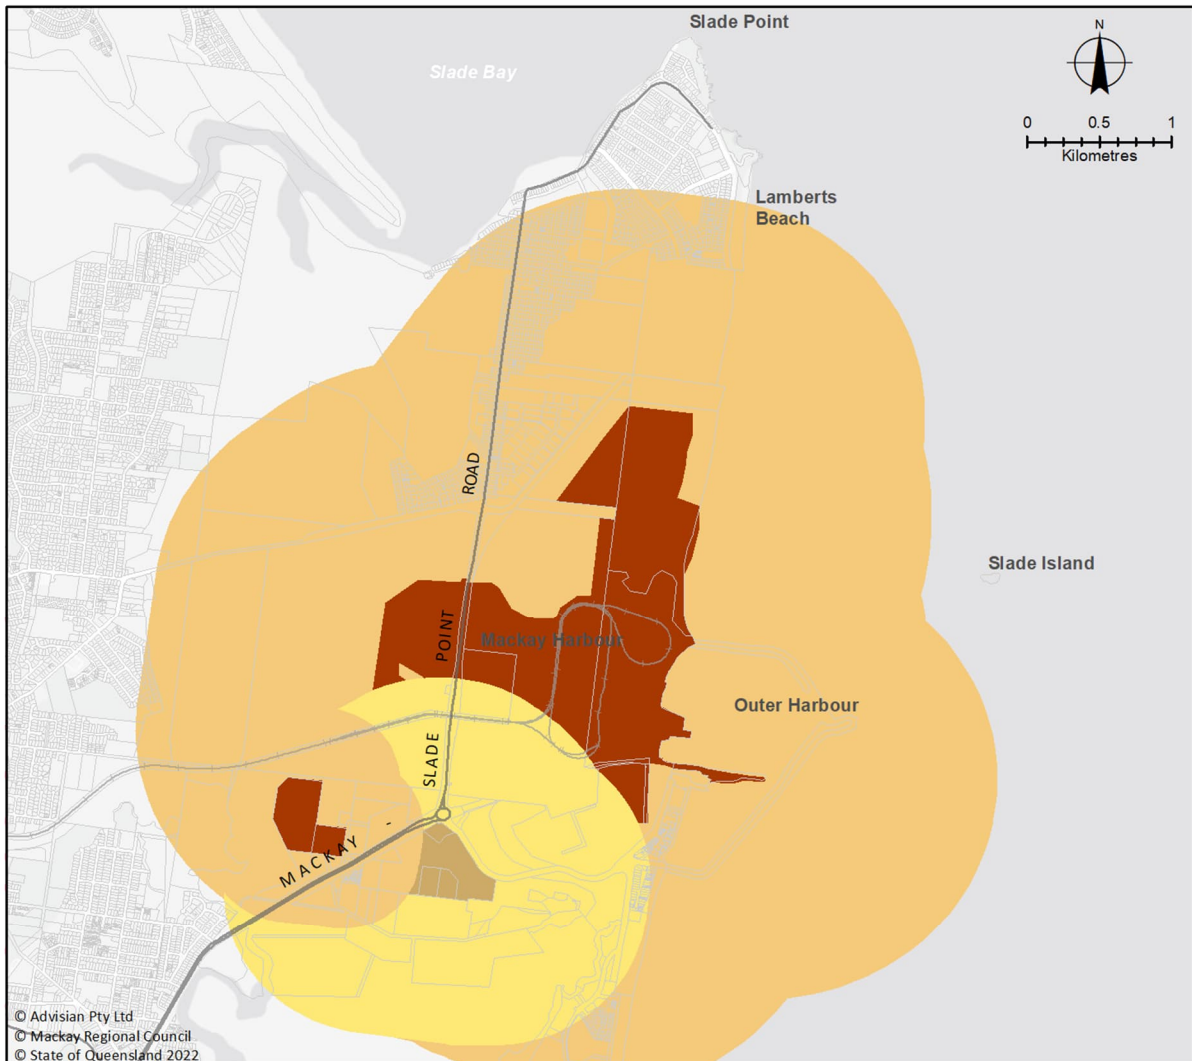 Slade Point
Slade Bay
N
0 0.5 1
Kilometres
Lamberts
Beach
ROAD
Slade Island
POINT
Mackay Harbour
Outer Harbour
SLADE
-
MACKAY
© Advisian Pty Ltd
© Mackay Regional Council
© State of Queensland 2022